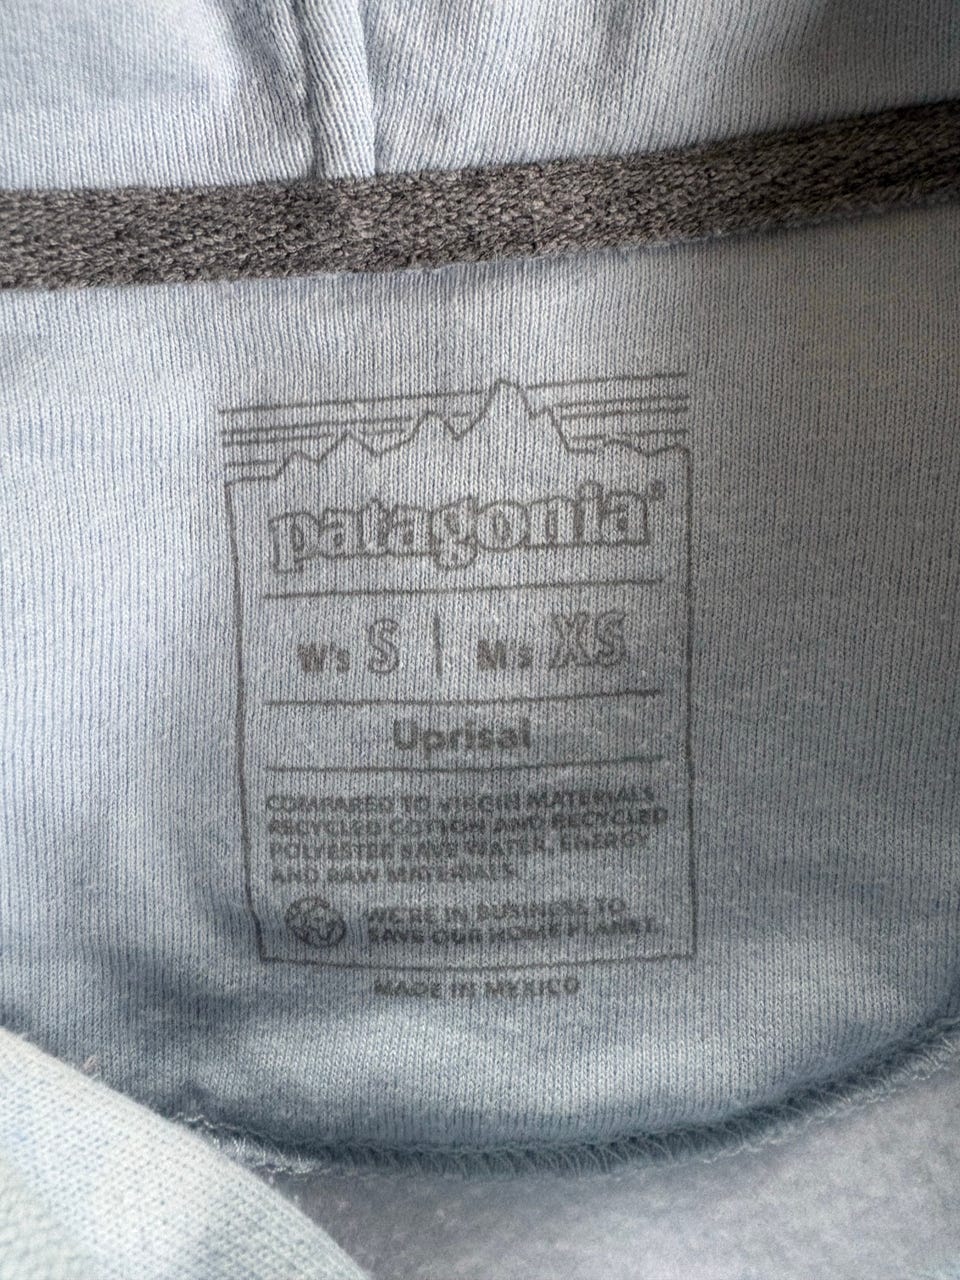 patagonia®
W's S | M's XS
Uprisal
COMPARED TO VIRGIN MATERIALS,
RECYCLED COTTON AND RECYCLED
POLYESTER SAVE WATER, ENERGY
AND RAW MATERIALS.
WE'RE IN BUSINESS TO
SAVE OUR HOME PLANET.
MADE IN MEXICO